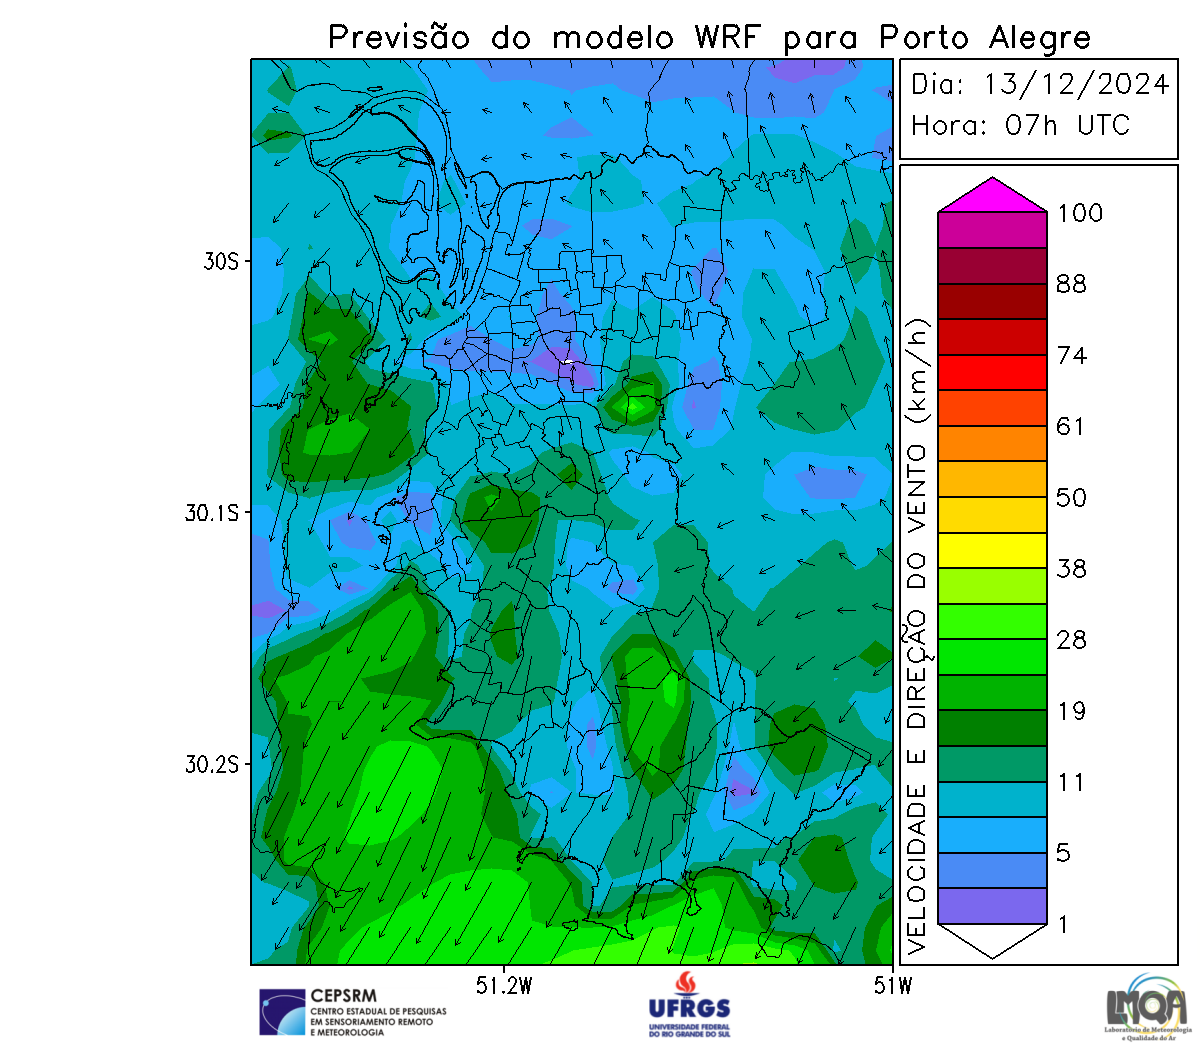 Previsão do modelo WRF para Porto Alegre
Dia: 13/12/2024
Hora: 07h UTC
30S
30.1S
30.2S
51.2W
51W
VELOCIDADE E DIREÇÃO DO VENTO (km/h)
100
88
74
61
50
38
28
19
11
5
1
CEPSRM
CENTRO ESTADUAL DE PESQUISAS
EM SENSORIAMENTO REMOTO
E METEOROLOGIA
UFRGS
UNIVERSIDADE FEDERAL
DO RIO GRANDE DO SUL
LMQA
Laboratório de Meteorologia
e Qualidade do Ar